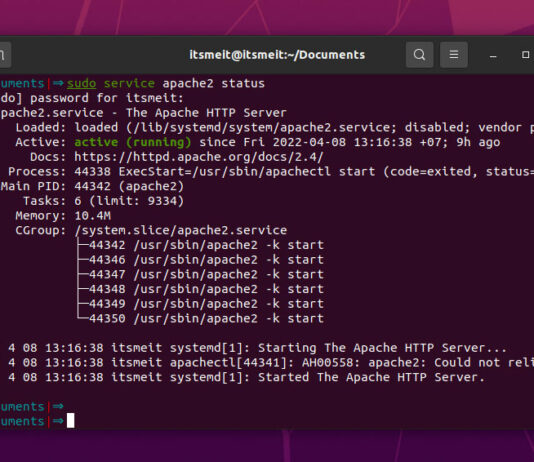 itsmeit@itsmeit:~/Documents
uments|⇒ sudo service apache2 status
do] password for itsmeit:
pache2.service - The Apache HTTP Server
Loaded: loaded (/lib/systemd/system/apache2.service; disabled; vendor p
Active: active (running) since Fri 2022-04-08 13:16:38 +07; 9h ago
Docs: https://httpd.apache.org/docs/2.4/
Process: 44338 ExecStart=/usr/sbin/apachectl start (code=exited, status=
Main PID: 44342 (apache2)
Tasks: 6 (limit: 9334)
Memory: 10.4M
CGroup: /system.slice/apache2.service
├─44342 /usr/sbin/apache2 -k start
├─44346 /usr/sbin/apache2 -k start
├─44347 /usr/sbin/apache2 -k start
├─44348 /usr/sbin/apache2 -k start
├─44349 /usr/sbin/apache2 -k start
└─44350 /usr/sbin/apache2 -k start
4 08 13:16:38 itsmeit systemd[1]: Starting The Apache HTTP Server...
4 08 13:16:38 itsmeit apachectl[44341]: AH00558: apache2: Could not reli
4 08 13:16:38 itsmeit systemd[1]: Started The Apache HTTP Server.
uments|⇒
uments|⇒